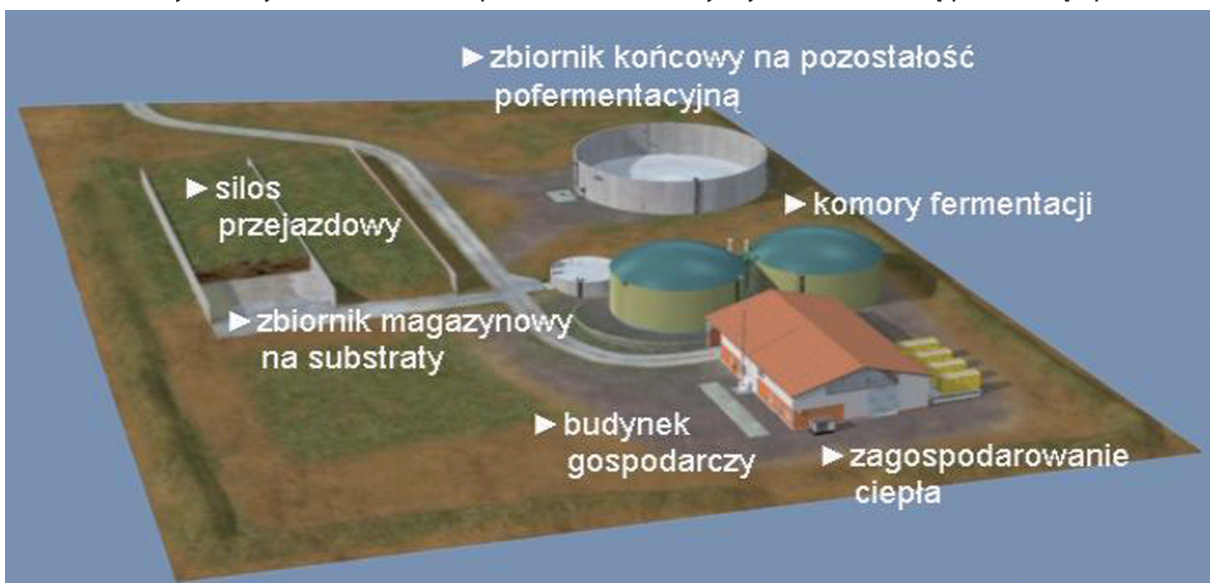 ►zbiornik końcowy na pozostałość
pofermentacyjną
►silos
przejazdowy
►komory fermentacji
►zbiornik magazynowy
na substraty
►budynek
gospodarczy
►zagospodarowanie
ciepła